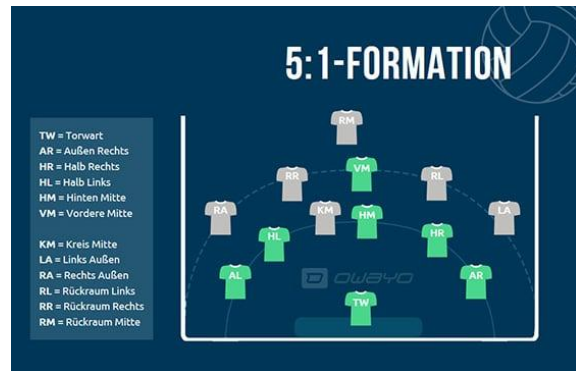 5:1-FORMATION
TW = Torwart
AR = Außen Rechts
HR = Halb Rechts
HL = Halb Links
HM = Hinten Mitte
VM = Vordere Mitte
KM = Kreis Mitte
LA = Links Außen
RA = Rechts Außen
RL = Rückraum Links
RR = Rückraum Rechts
RM = Rückraum Mitte
RM
VM
RR
RL
RA
KM
HM
LA
HL
HR
AL
AR
owayo
TW